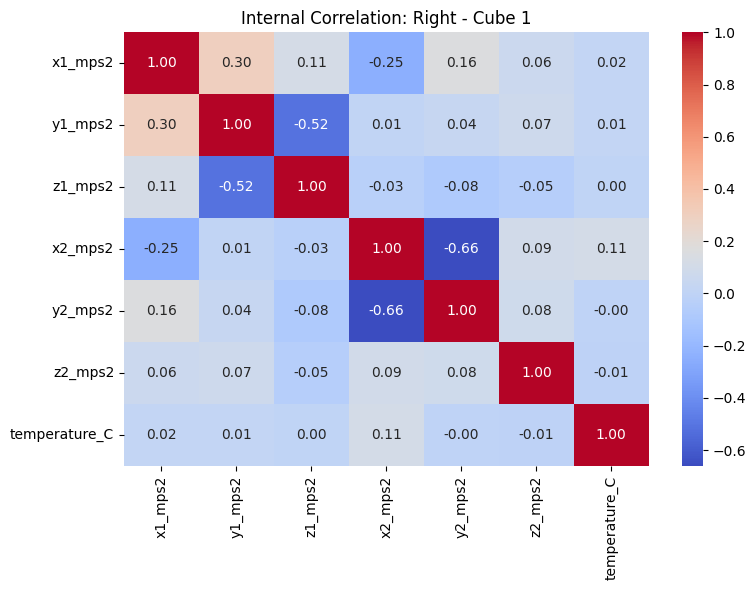 Internal Correlation: Right - Cube 1
x1_mps2 1.00 0.30 0.11 -0.25 0.16 0.06 0.02
y1_mps2 0.30 1.00 -0.52 0.01 0.04 0.07 0.01
z1_mps2 0.11 -0.52 1.00 -0.03 -0.08 -0.05 0.00
x2_mps2 -0.25 0.01 -0.03 1.00 -0.66 0.09 0.11
y2_mps2 0.16 0.04 -0.08 -0.66 1.00 0.08 -0.00
z2_mps2 0.06 0.07 -0.05 0.09 0.08 1.00 -0.01
temperature_C 0.02 0.01 0.00 0.11 -0.00 -0.01 1.00
x1_mps2
y1_mps2
z1_mps2
x2_mps2
y2_mps2
z2_mps2
temperature_C
1.0
0.8
0.6
0.4
0.2
0.0
−0.2
−0.4
−0.6